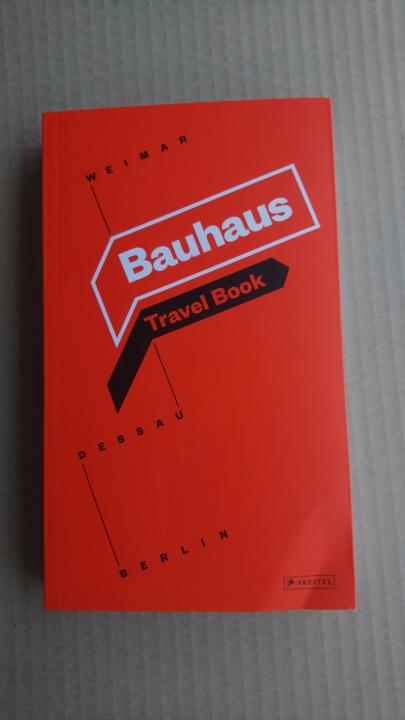 WEIMAR
Bauhaus
Travel Book
DESSAU
BERLIN
PRESTEL